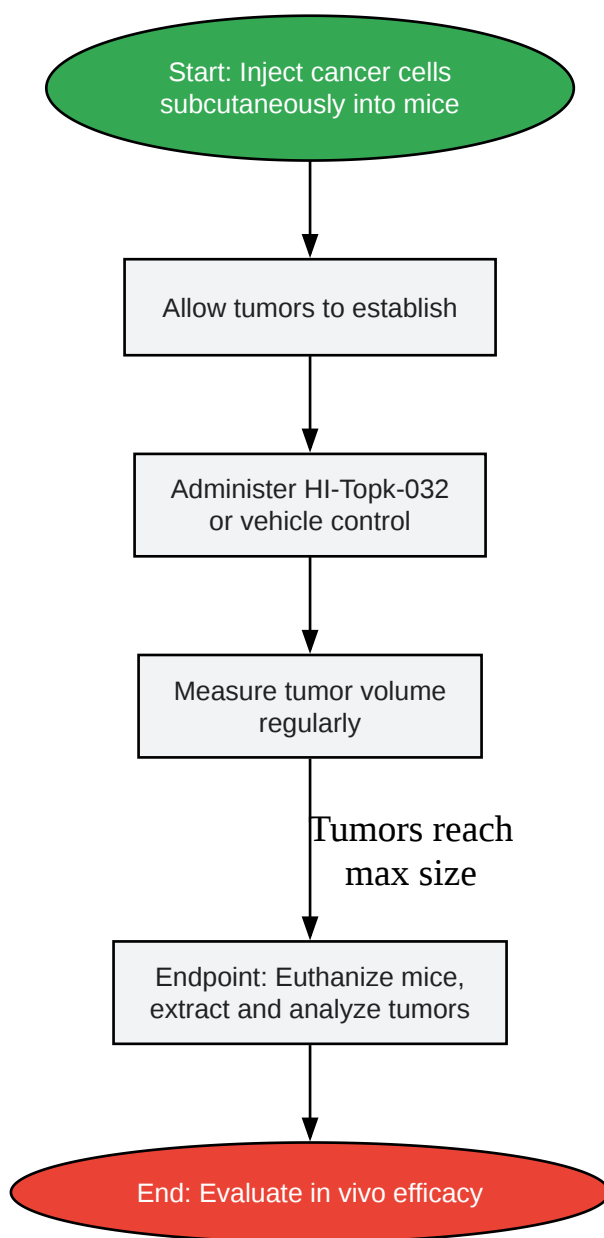 Start: Inject cancer cells
subcutaneously into mice
Allow tumors to establish
Administer HI-Topk-032
or vehicle control
Measure tumor volume
regularly
Tumors reach
max size
Endpoint: Euthanize mice,
extract and analyze tumors
End: Evaluate in vivo efficacy